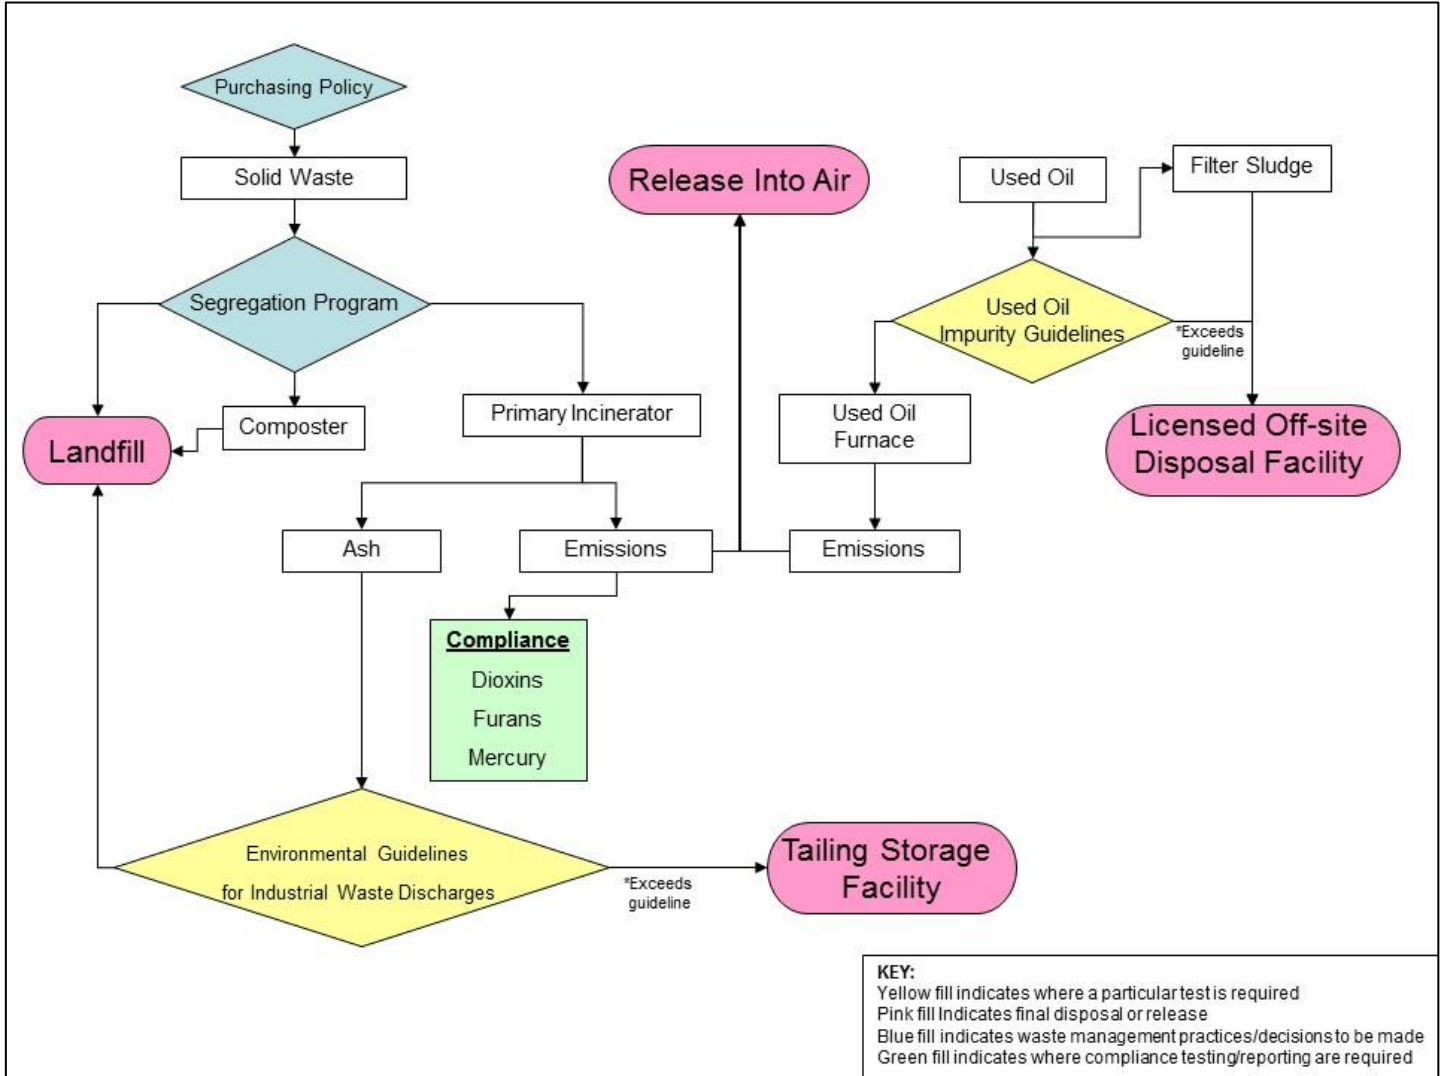 Purchasing Policy
Solid Waste
Release Into Air
Used Oil
Filter Sludge
Segregation Program
Used Oil
Impurity Guidelines
*Exceeds
guideline
Landfill
Composter
Primary Incinerator
Used Oil
Furnace
Licensed Off-site
Disposal Facility
Ash
Emissions
Emissions
Compliance
Dioxins
Furans
Mercury
Environmental Guidelines
for Industrial Waste Discharges
*Exceeds
guideline
Tailing Storage
Facility
KEY:
Yellow fill indicates where a particular test is required
Pink fill Indicates final disposal or release
Blue fill indicates waste management practices/decisions to be made
Green fill indicates where compliance testing/reporting are required